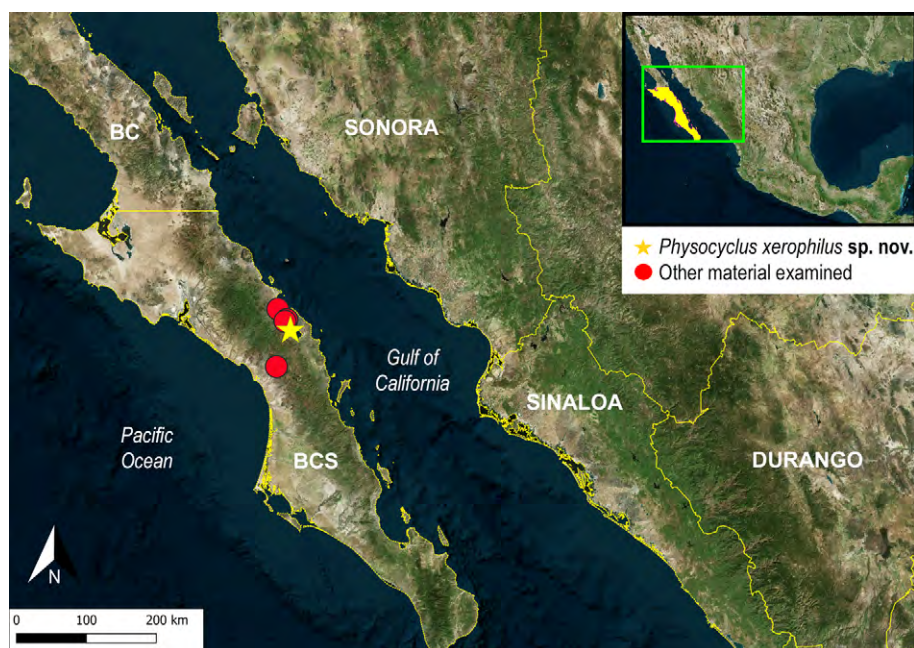 BC
SONORA
Physocyclus xerophilus sp. nov.
Other material examined
Gulf of
California
SINALOA
Pacific
Ocean
BCS
DURANGO
N
0 100 200 km